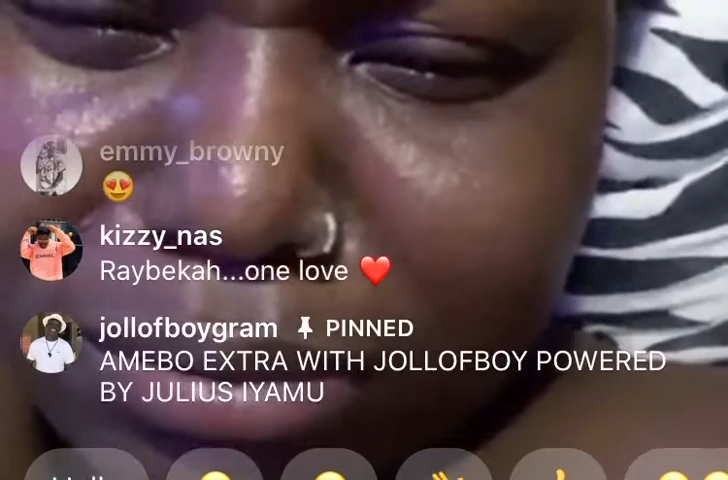 emmy_browny
😍
kizzy_nas
Raybekah...one love ❤️
jollofboygram PINNED
AMEBO EXTRA WITH JOLLOFBOY POWERED
BY JULIUS IYAMU